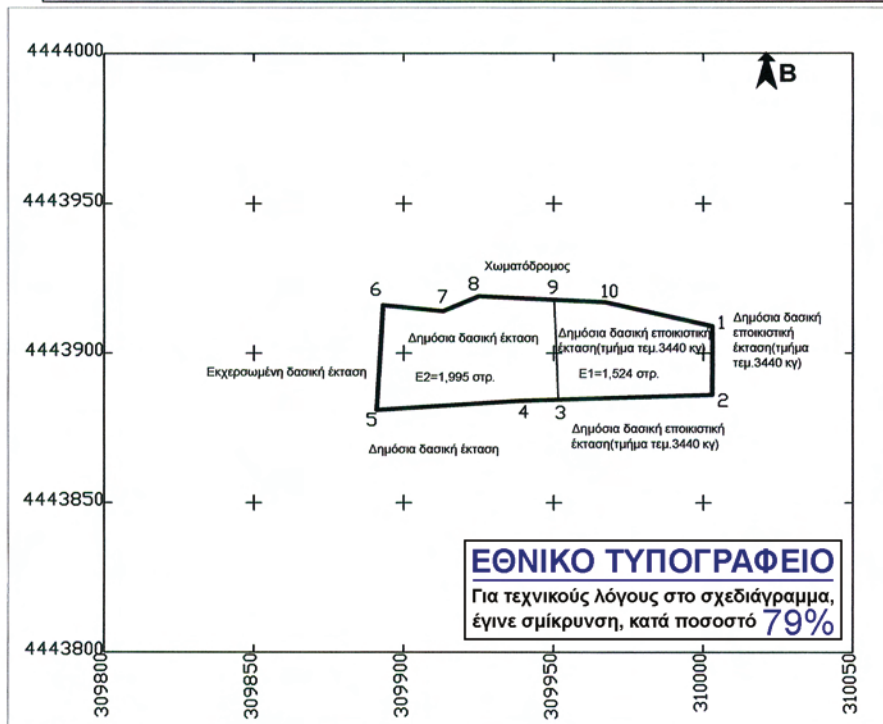 4444000
Β
4443950
Χωματόδρομος
6
7
8
9
10
1
Δημόσια δασική
εποικιστική
έκταση(τμήμα
τεμ.3440 κγ)
Δημόσια δασική έκταση
Δημόσια δασική εποικιστική
έκταση(τμήμα τεμ.3440 κγ)
4443900
Εκχερσωμένη δασική έκταση
Ε2=1,995 στρ.
Ε1=1,524 στρ.
5
4
3
2
Δημόσια δασική έκταση
Δημόσια δασική εποικιστική
έκταση(τμήμα τεμ.3440 κγ)
4443850
ΕΘΝΙΚΟ ΤΥΠΟΓΡΑΦΕΙΟ
Για τεχνικούς λόγους στο σχεδιάγραμμα,
έγινε σμίκρυνση, κατά ποσοστό 79%
4443800
309800
309850
309900
309950
310000
310050